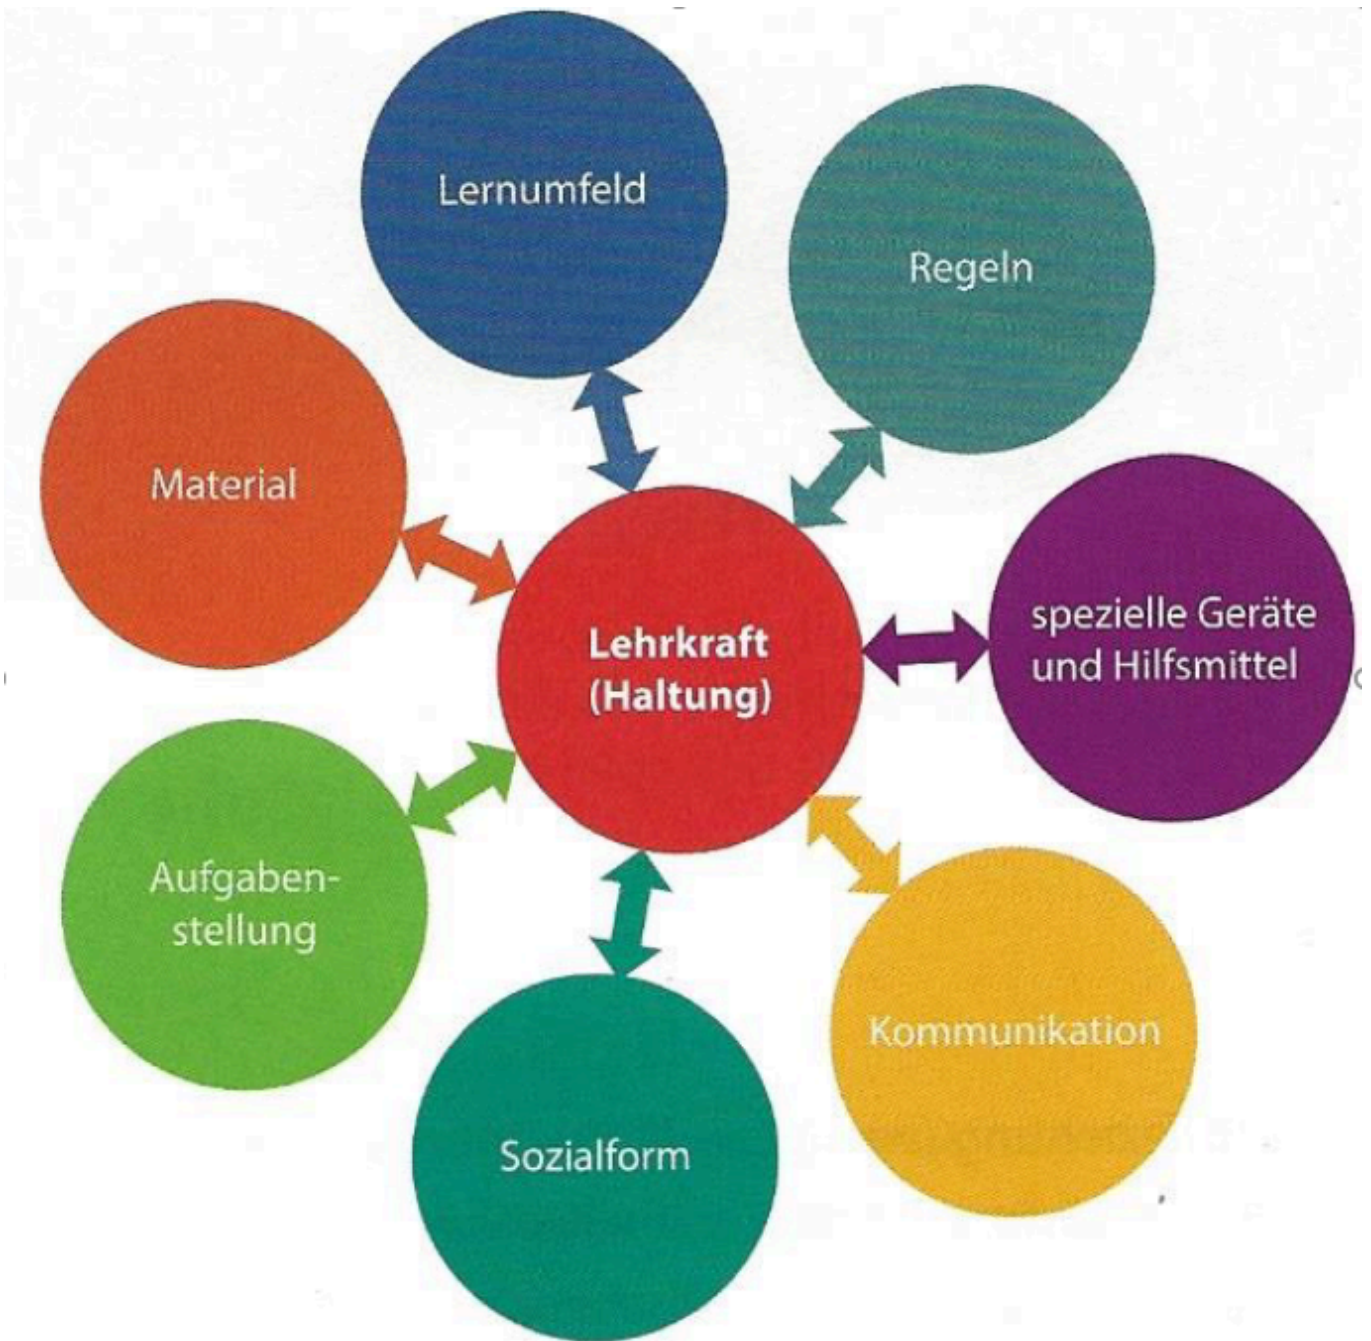 Lernumfeld
Regeln
Material
spezielle Geräte
und Hilfsmittel
Lehrkraft
(Haltung)
Aufgaben-
stellung
Kommunikation
Sozialform